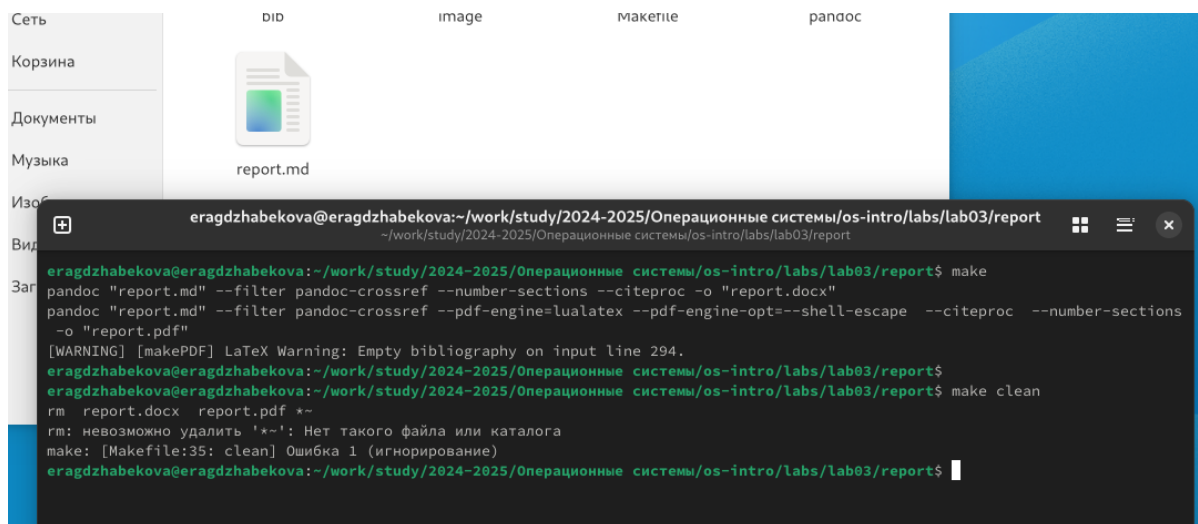 Сеть
bib image Makefile pandoc
Корзина
Документы
Музыка
report.md
eragdzhabekova@eragdzhabekova:~/work/study/2024-2025/Операционные системы/os-intro/labs/lab03/report
~/work/study/2024-2025/Операционные системы/os-intro/labs/lab03/report
eragdzhabekova@eragdzhabekova:~/work/study/2024-2025/Операционные системы/os-intro/labs/lab03/report$ make
pandoc "report.md" --filter pandoc-crossref --number-sections --citeproc -o "report.docx"
pandoc "report.md" --filter pandoc-crossref --pdf-engine=lualatex --pdf-engine-opt=--shell-escape  --citeproc  --number-sections
 -o "report.pdf"
[WARNING] [makePDF] LaTeX Warning: Empty bibliography on input line 294.
eragdzhabekova@eragdzhabekova:~/work/study/2024-2025/Операционные системы/os-intro/labs/lab03/report$
eragdzhabekova@eragdzhabekova:~/work/study/2024-2025/Операционные системы/os-intro/labs/lab03/report$ make clean
rm  report.docx  report.pdf *~
rm: невозможно удалить '*~': Нет такого файла или каталога
make: [Makefile:35: clean] Ошибка 1 (игнорирование)
eragdzhabekova@eragdzhabekova:~/work/study/2024-2025/Операционные системы/os-intro/labs/lab03/report$